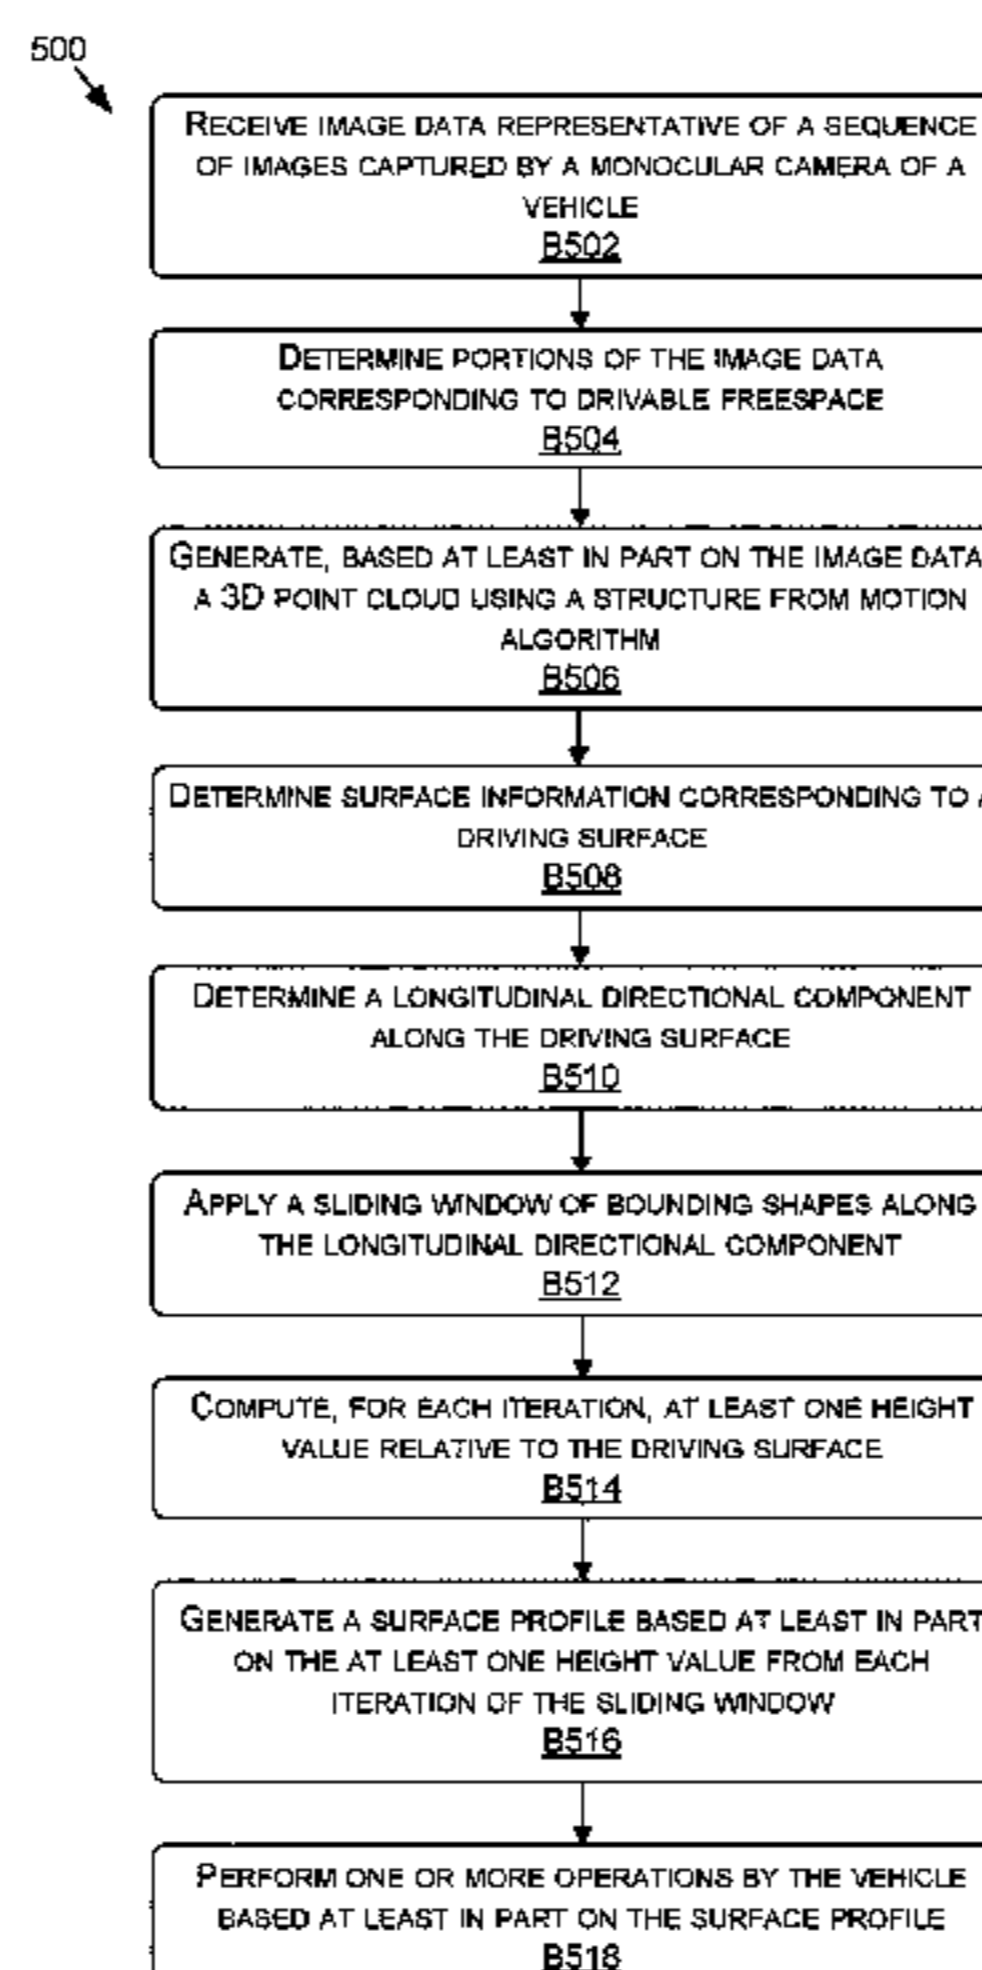 500
RECEIVE IMAGE DATA REPRESENTATIVE OF A SEQUENCE
OF IMAGES CAPTURED BY A MONOCULAR CAMERA OF A
VEHICLE
B502
DETERMINE PORTIONS OF THE IMAGE DATA
CORRESPONDING TO DRIVABLE FREESPACE
B504
GENERATE, BASED AT LEAST IN PART ON THE IMAGE DATA
A 3D POINT CLOUD USING A STRUCTURE FROM MOTION
ALGORITHM
B506
DETERMINE SURFACE INFORMATION CORRESPONDING TO
DRIVING SURFACE
B508
DETERMINE A LONGITUDINAL DIRECTIONAL COMPONENT
ALONG THE DRIVING SURFACE
B510
APPLY A SLIDING WINDOW OF BOUNDING SHAPES ALONG
THE LONGITUDINAL DIRECTIONAL COMPONENT
B512
COMPUTE, FOR EACH ITERATION, AT LEAST ONE HEIGHT
VALUE RELATIVE TO THE DRIVING SURFACE
B514
GENERATE A SURFACE PROFILE BASED AT LEAST IN PART
ON THE AT LEAST ONE HEIGHT VALUE FROM EACH
ITERATION OF THE SLIDING WINDOW
B516
PERFORM ONE OR MORE OPERATIONS BY THE VEHICLE
BASED AT LEAST IN PART ON THE SURFACE PROFILE
B518